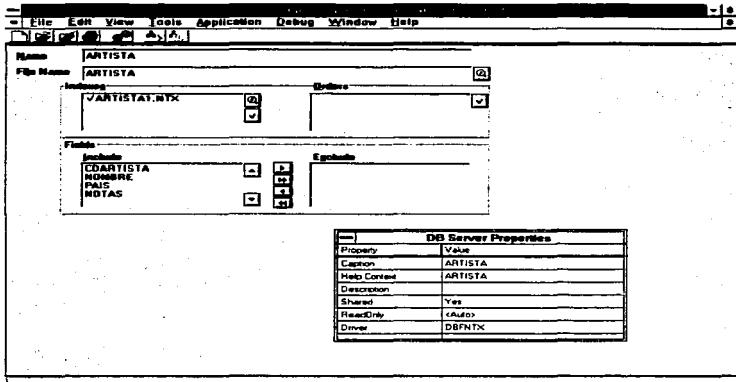 File Edit View Tools Application Debug Window Help
Name ARTISTA
File Name ARTISTA
Indexes Orders
√ARTISTA1.NTX
Fields
Include Exclude
CDARTISTA
NOMBRE
PAIS
NOTAS
DB Server Properties
Property Value
Caption ARTISTA
Help Context ARTISTA
Description
Shared Yes
ReadOnly <Auto>
Driver DBFNTX